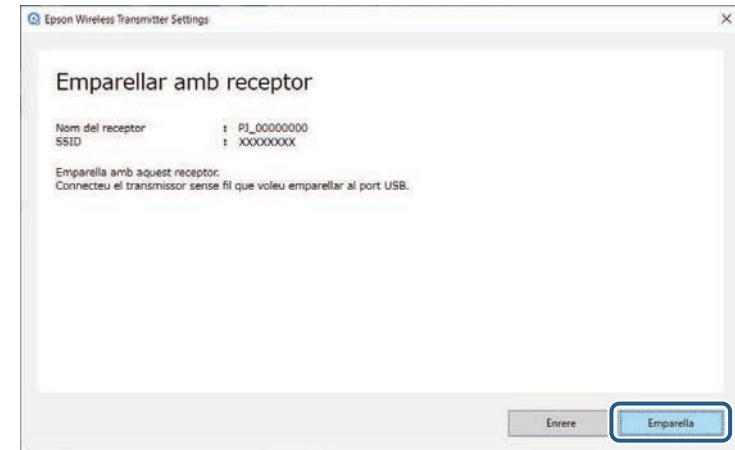 Epson Wireless Transmitter Settings
Emparellar amb receptor
Nom del receptor : PJ_00000000
SSID : XXXXXXXX
Emparella amb aquest receptor.
Connecteu el transmissor sense fil que voleu emparellar al port USB.
Enrere Emparella